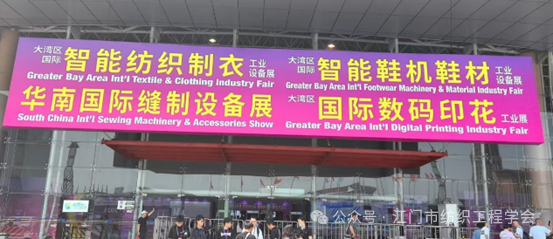 大湾区国际 智能纺织制衣 工业设备展
Greater Bay Area Int'l Textile & Clothing Industry Fair
华南国际缝制设备展
South China Int'l Sewing Machinery & Accessories Show
大湾区国际 智能鞋机鞋材 工业设备展
Greater Bay Area Int'l Footwear Machinery & Material Industry Fair
大湾区 国际数码印花 工业展
Greater Bay Area Int'l Digital Printing Industry Fair
公众号·江门市纺织工程学会